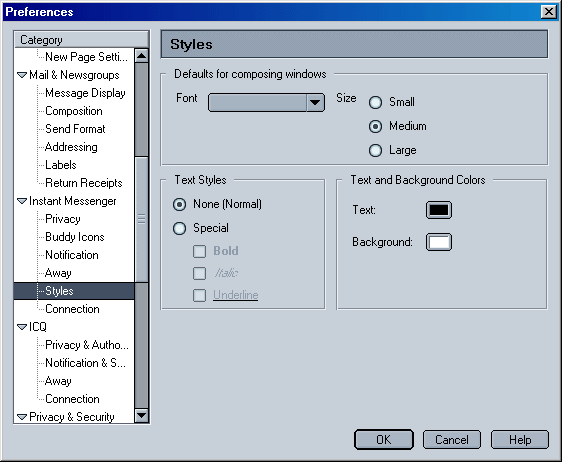 Preferences
Category
New Page Setti...
Mail & Newsgroups
Message Display
Composition
Send Format
Addressing
Labels
Return Receipts
Instant Messenger
Privacy
Buddy Icons
Notification
Away
Styles
Connection
ICQ
Privacy & Autho...
Notification & S...
Away
Connection
Privacy & Security
Styles
Defaults for composing windows
Font
Size
Small
Medium
Large
Text Styles
None (Normal)
Special
Bold
Italic
Underline
Text and Background Colors
Text:
Background:
OK
Cancel
Help